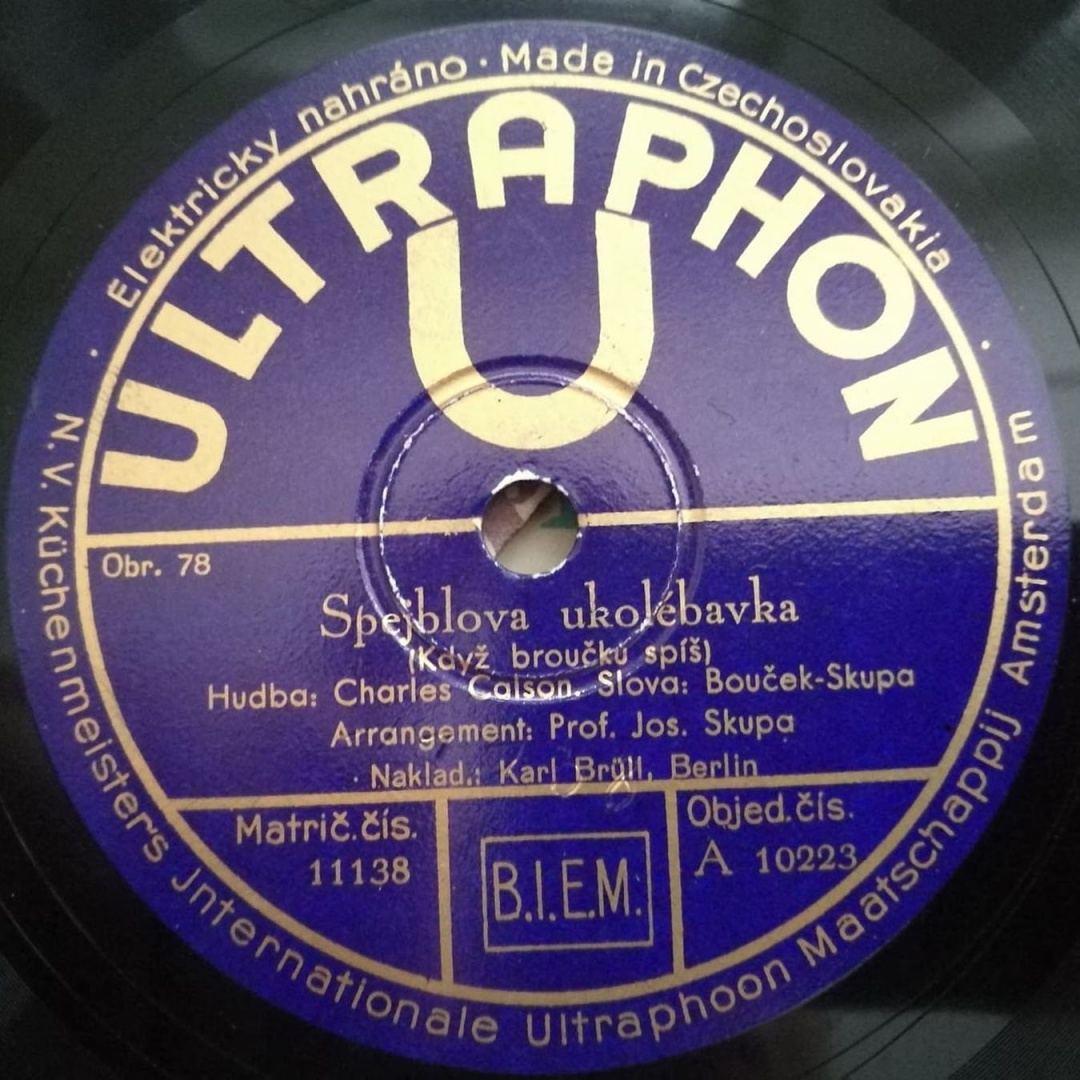 Elektricky nahráno · Made in Czechoslovakia
ULTRAPHON
U
Obr. 78
Spejblova ukolébavka
(Když broučku spíš)
Hudba: Charles Calson. Slova: Bouček-Skupa
Arrangement: Prof. Jos. Skupa
Naklad.: Karl Brüll, Berlin
Matrič. čís.
11138
B.I.E.M.
Objed. čís.
A 10223
N. V. Küchenmeisters Jnternationale Ultraphoon Maatschappij Amsterdam